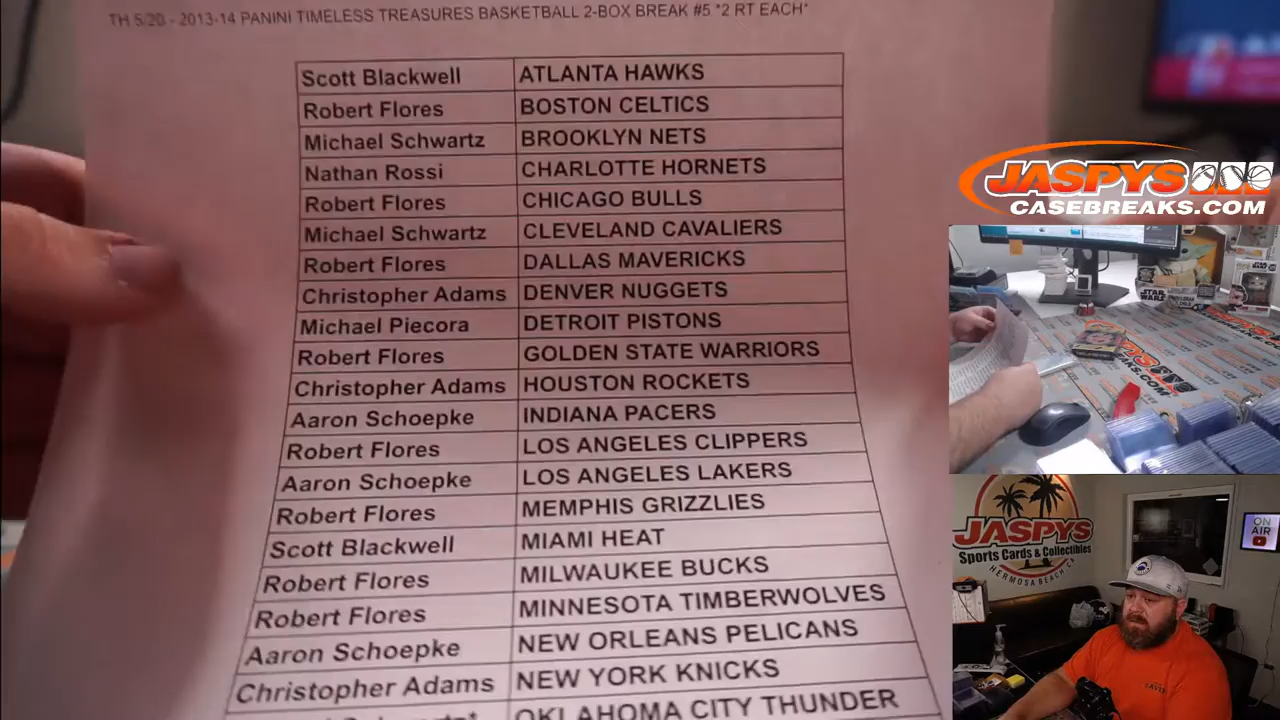 TH 5/20 - 2013-14 PANINI TIMELESS TREASURES BASKETBALL 2-BOX BREAK #5 *2 RT EACH*
Scott Blackwell ATLANTA HAWKS
Robert Flores BOSTON CELTICS
Michael Schwartz BROOKLYN NETS
Nathan Rossi CHARLOTTE HORNETS
Robert Flores CHICAGO BULLS
Michael Schwartz CLEVELAND CAVALIERS
Robert Flores DALLAS MAVERICKS
Christopher Adams DENVER NUGGETS
Michael Piecora DETROIT PISTONS
Robert Flores GOLDEN STATE WARRIORS
Christopher Adams HOUSTON ROCKETS
Aaron Schoepke INDIANA PACERS
Robert Flores LOS ANGELES CLIPPERS
Aaron Schoepke LOS ANGELES LAKERS
Robert Flores MEMPHIS GRIZZLIES
Scott Blackwell MIAMI HEAT
Robert Flores MILWAUKEE BUCKS
Robert Flores MINNESOTA TIMBERWOLVES
Aaron Schoepke NEW ORLEANS PELICANS
Christopher Adams NEW YORK KNICKS
OKLAHOMA CITY THUNDER
JASPYS
CASEBREAKS.COM
STAR WARS
JASPYS
Sports Cards & Collectibles
HERMOSA BEACH CA
ON AIR